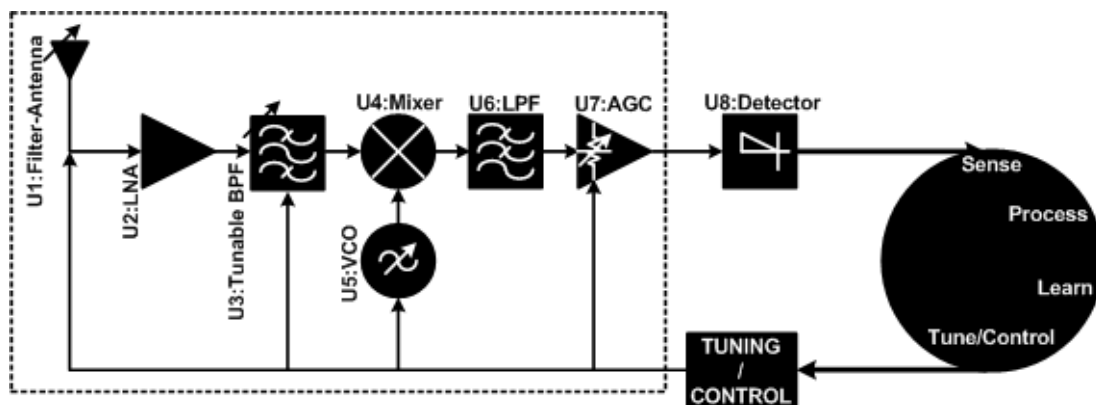 U1:Filter-Antenna
U2:LNA
U3:Tunable BPF
U4:Mixer
U5:VCO
U6:LPF
U7:AGC
U8:Detector
Sense
Process
Learn
Tune/Control
TUNING
/
CONTROL